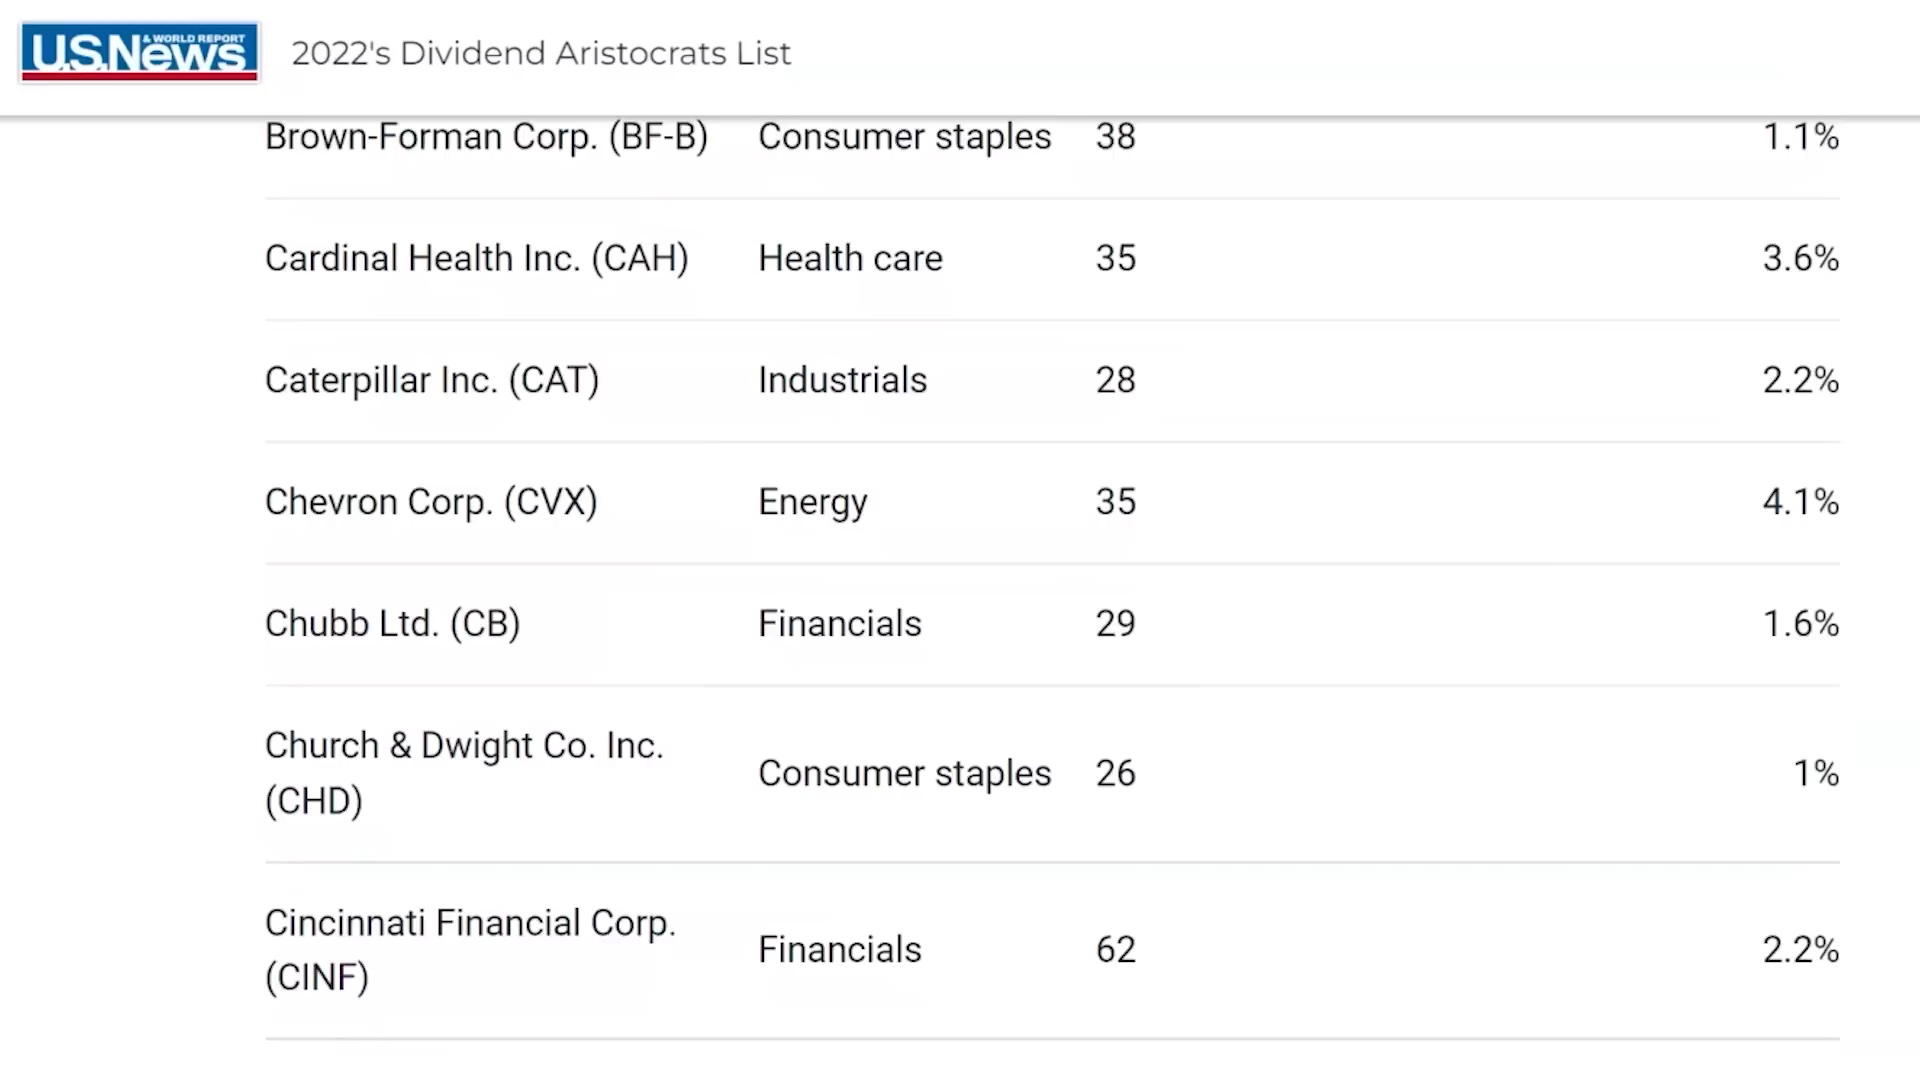 U.S.News & WORLD REPORT
2022's Dividend Aristocrats List
Brown-Forman Corp. (BF-B) Consumer staples 38 1.1%
Cardinal Health Inc. (CAH) Health care 35 3.6%
Caterpillar Inc. (CAT) Industrials 28 2.2%
Chevron Corp. (CVX) Energy 35 4.1%
Chubb Ltd. (CB) Financials 29 1.6%
Church & Dwight Co. Inc.
(CHD) Consumer staples 26 1%
Cincinnati Financial Corp.
(CINF) Financials 62 2.2%